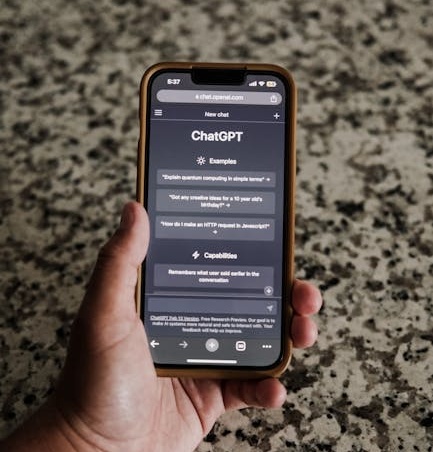 5:37
chat.openai.com
New chat
ChatGPT
Examples
"Explain quantum computing in simple terms" →
"Got any creative ideas for a 10 year old's
birthday?" →
"How do I make an HTTP request in Javascript?"
→
Capabilities
Remembers what user said earlier in the
conversation
ChatGPT Feb 13 Version. Free Research Preview. Our goal is to
make AI systems more natural and safe to interact with. Your
feedback will help us improve.